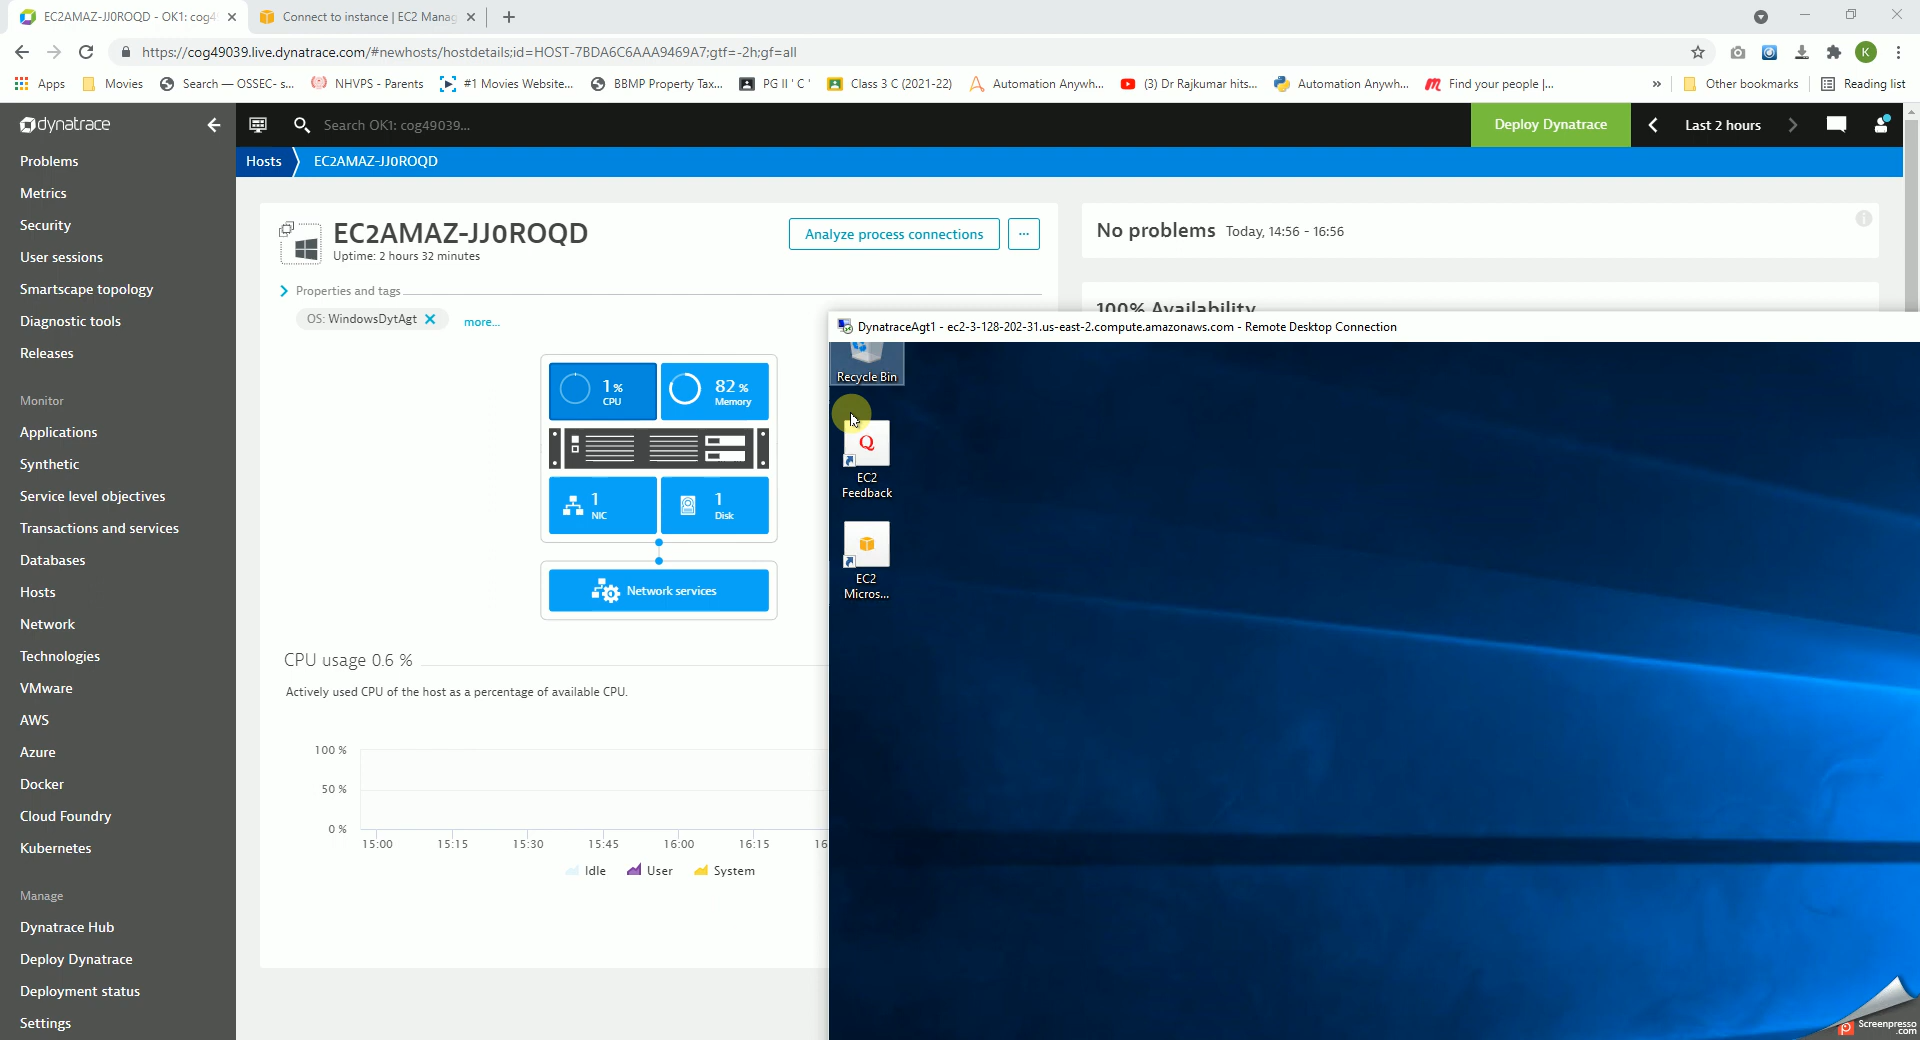 EC2AMAZ-JJ0ROQD - OK1: cog4
Connect to instance | EC2 Manag
https://cog49039.live.dynatrace.com/#newhosts/hostdetails;id=HOST-7BDA6C6AAA9469A7;gtf=-2h;gf=all
K
Apps
Movies
Search — OSSEC- s...
NHVPS - Parents
#1 Movies Website...
BBMP Property Tax...
PG II ' C '
Class 3 C (2021-22)
Automation Anywh...
(3) Dr Rajkumar hits...
Automation Anywh...
Find your people |...
»
Other bookmarks
Reading list
dynatrace
Search OK1: cog49039...
Deploy Dynatrace
Last 2 hours
Hosts
EC2AMAZ-JJ0ROQD
Problems
Metrics
Security
User sessions
Smartscape topology
Diagnostic tools
Releases
Monitor
Applications
Synthetic
Service level objectives
Transactions and services
Databases
Hosts
Network
Technologies
VMware
AWS
Azure
Docker
Cloud Foundry
Kubernetes
Manage
Dynatrace Hub
Deploy Dynatrace
Deployment status
Settings
EC2AMAZ-JJ0ROQD
Uptime: 2 hours 32 minutes
Analyze process connections
...
Properties and tags
OS: WindowsDytAgt
more...
1 %
CPU
82 %
Memory
1
NIC
1
Disk
Network services
CPU usage 0.6 %
Actively used CPU of the host as a percentage of available CPU.
100 %
50 %
0 %
15:00
15:15
15:30
15:45
16:00
16:15
16
Idle
User
System
No problems Today, 14:56 - 16:56
100% Availability
DynatraceAgt1 - ec2-3-128-202-31.us-east-2.compute.amazonaws.com - Remote Desktop Connection
Recycle Bin
Q
EC2
Feedback
EC2
Micros...
Screenpresso
.com